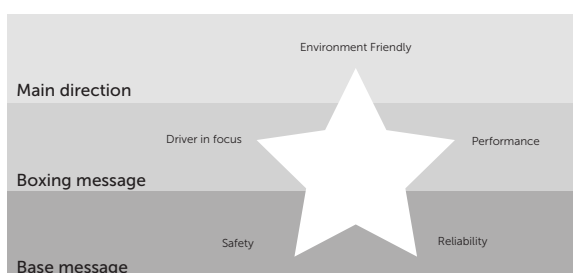 Environment Friendly
Main direction
Driver in focus
Performance
Boxing message
Safety
Reliability
Base message